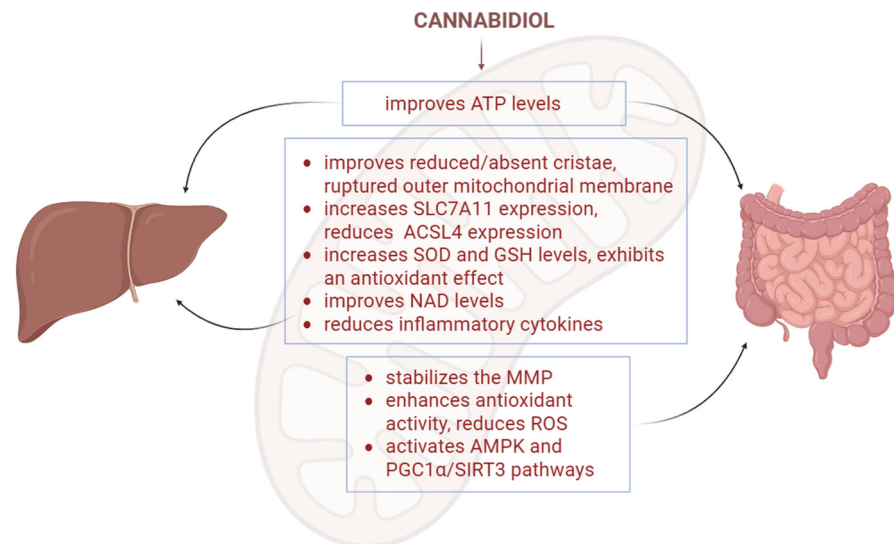 CANNABIDIOL
improves ATP levels
• improves reduced/absent cristae,
ruptured outer mitochondrial membrane
• increases SLC7A11 expression,
reduces ACSL4 expression
• increases SOD and GSH levels, exhibits
an antioxidant effect
• improves NAD levels
• reduces inflammatory cytokines
• stabilizes the MMP
• enhances antioxidant
activity, reduces ROS
• activates AMPK and
PGC1α/SIRT3 pathways